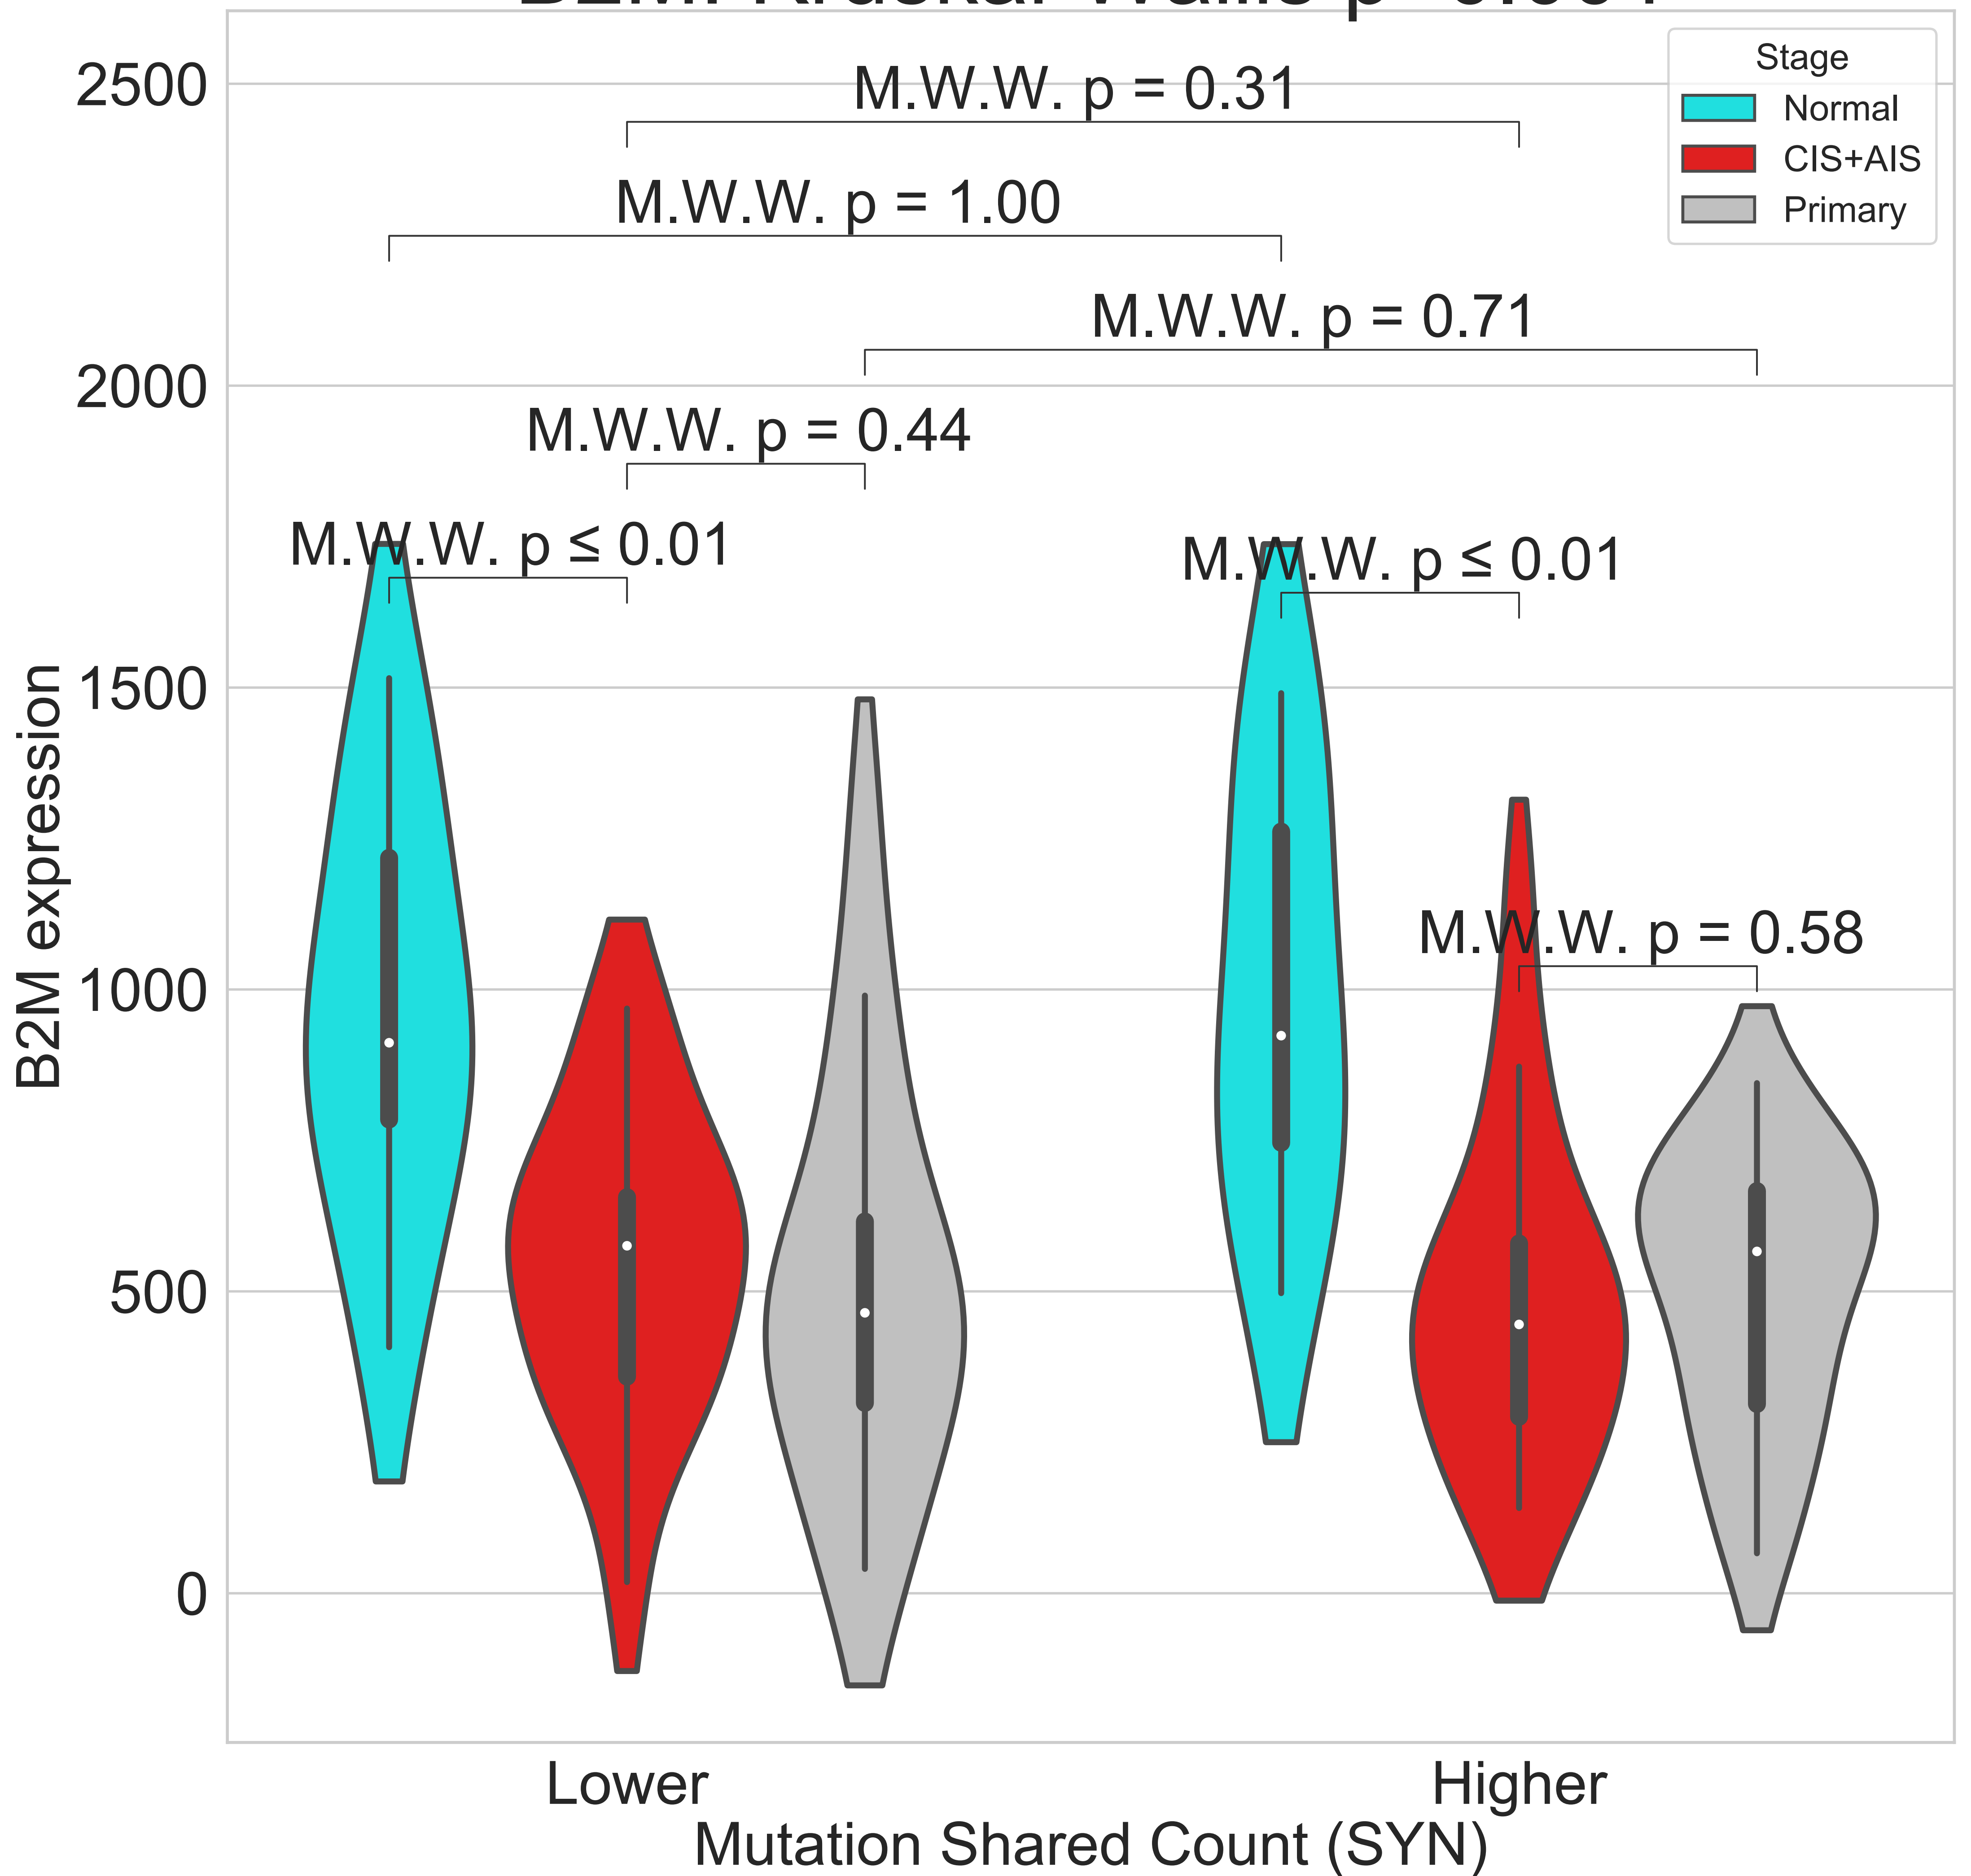 Stage
Normal
CIS+AIS
Primary
M.W.W. p = 0.31
M.W.W. p = 1.00
M.W.W. p = 0.71
M.W.W. p = 0.44
M.W.W. p ≤ 0.01
M.W.W. p ≤ 0.01
M.W.W. p = 0.58
2500
2000
1500
1000
500
0
B2M expression
Lower
Higher
Mutation Shared Count (SYN)